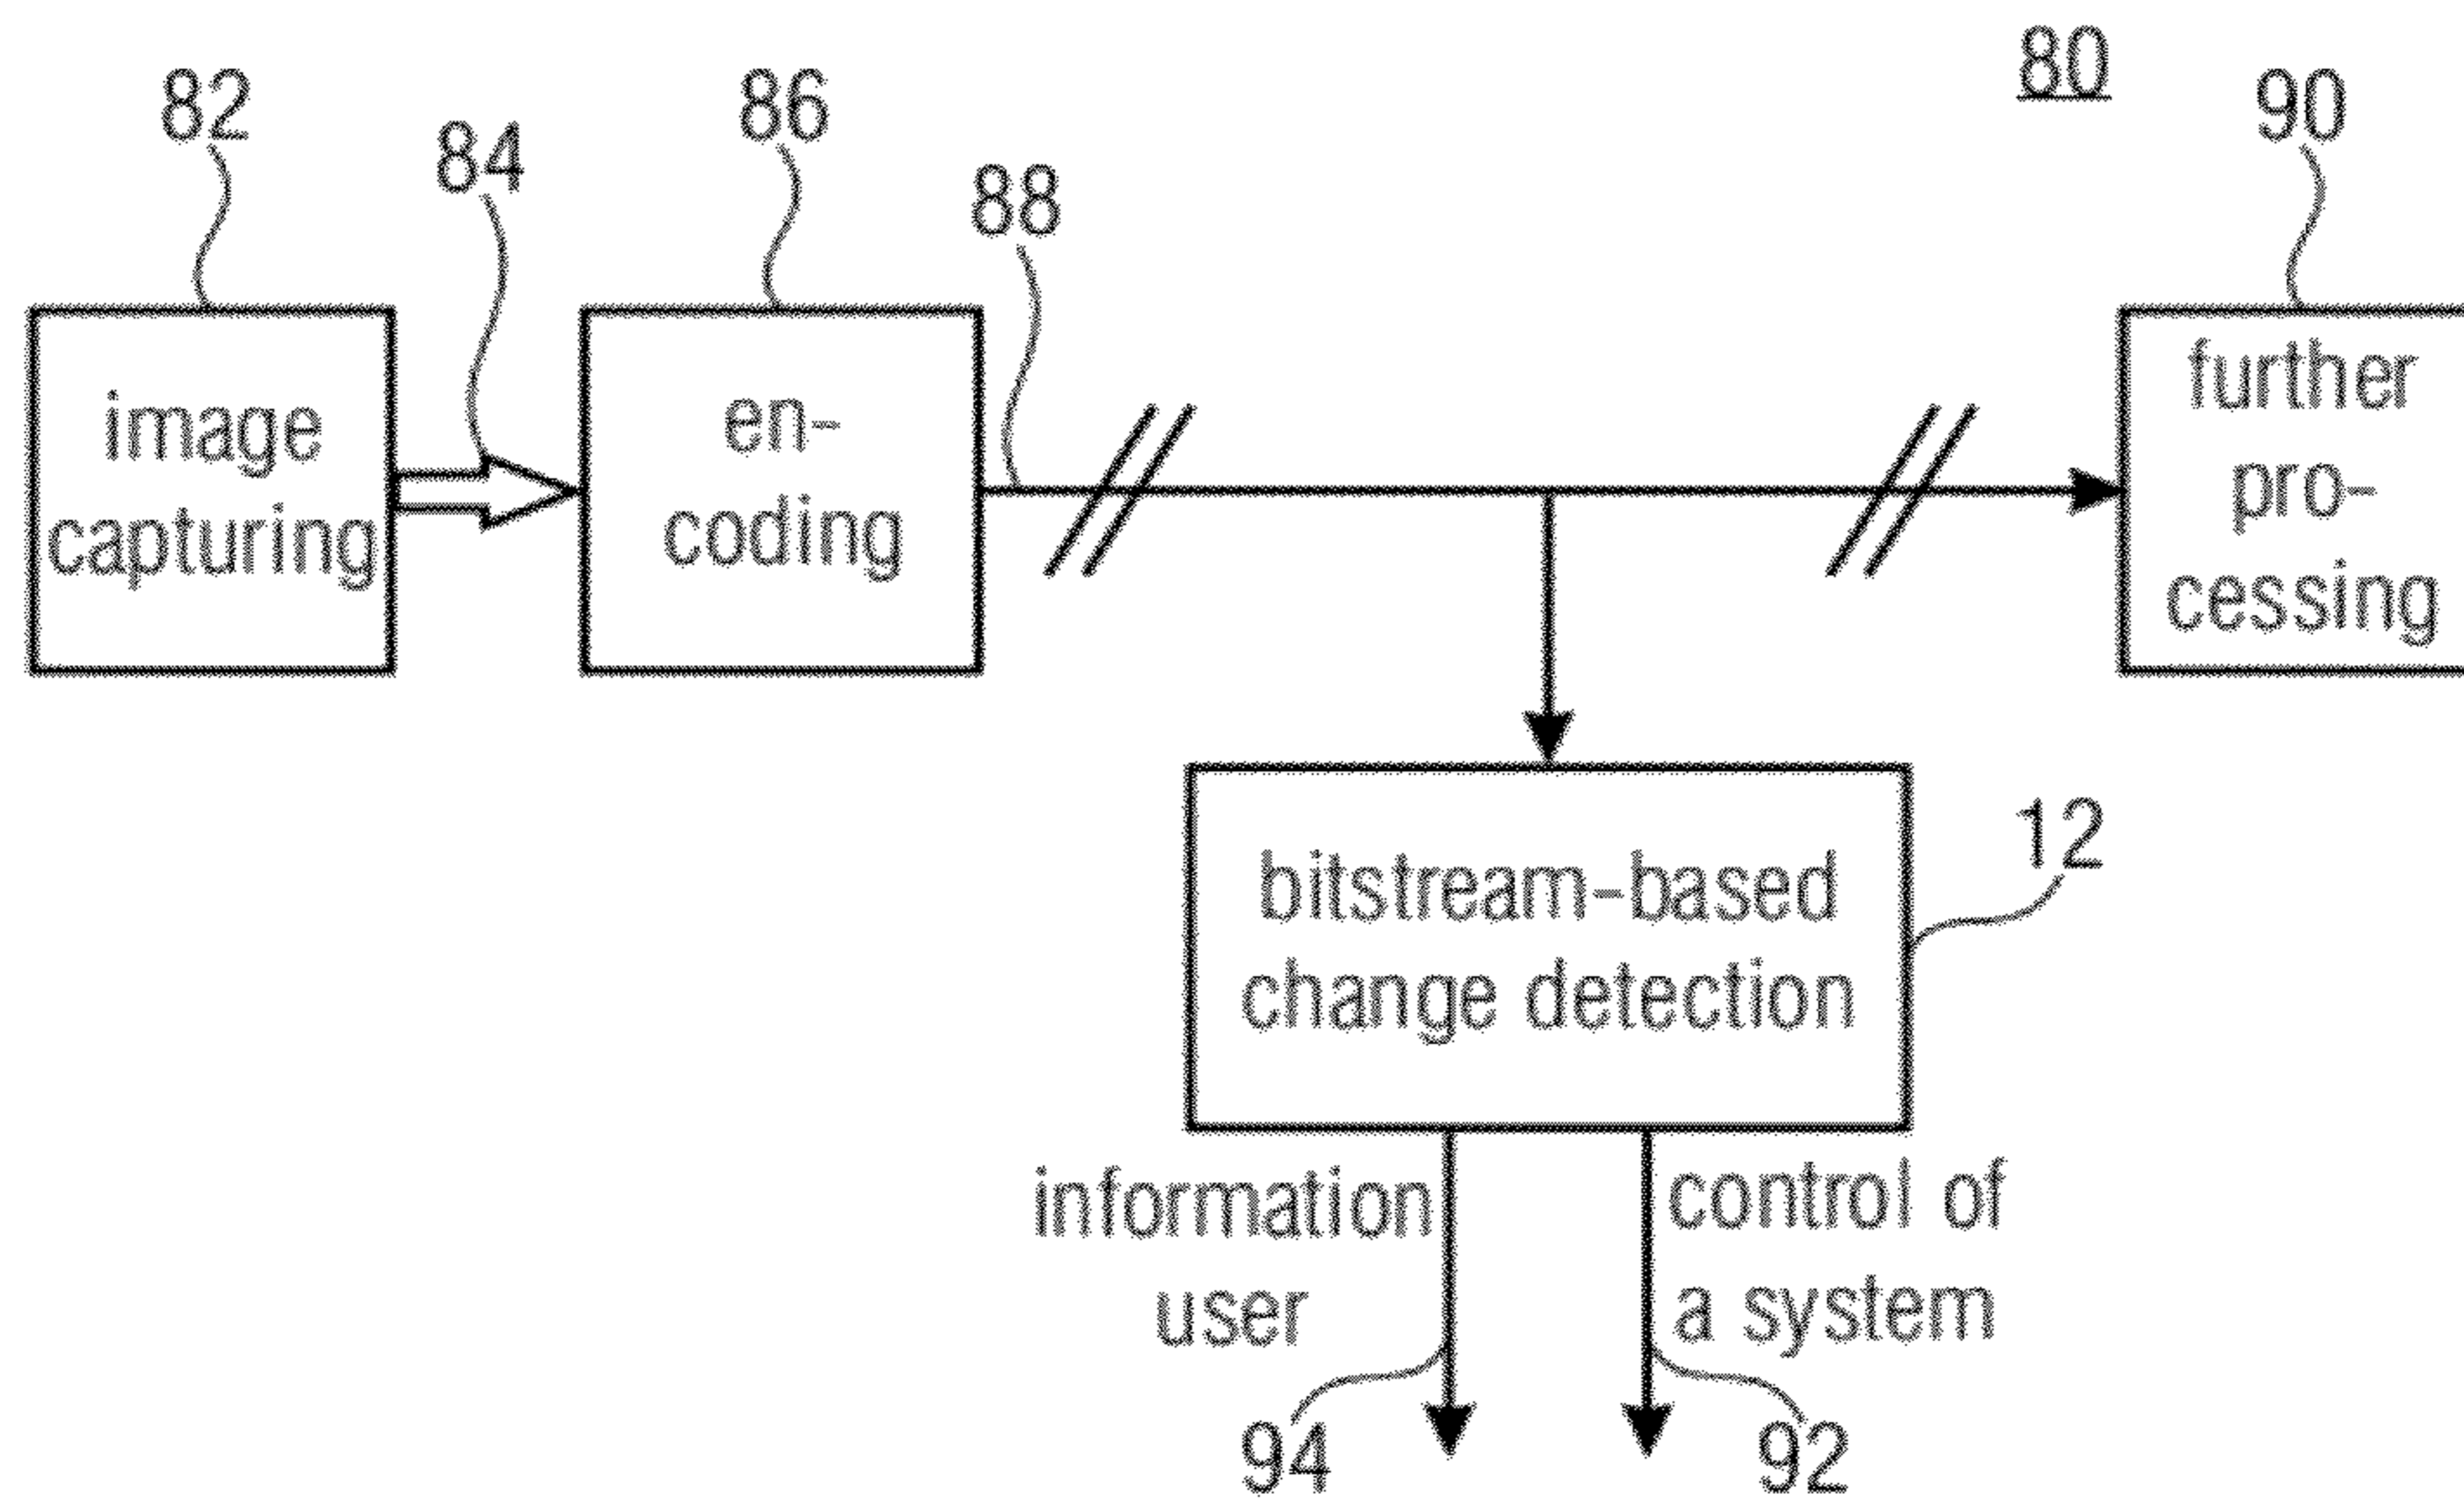 80
82
84
86
88
90
image
capturing
en-
coding
further
pro-
cessing
bitstream-based
change detection
12
information
user
control of
a system
94
92